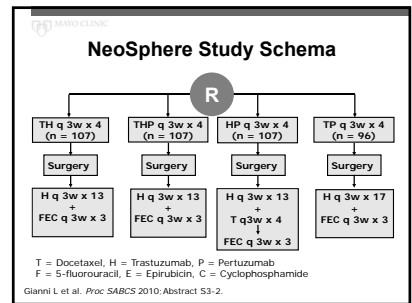 MAYO CLINIC
NeoSphere Study Schema
R
TH q 3w x 4
(n = 107)
THP q 3w x 4
(n = 107)
HP q 3w x 4
(n = 107)
TP q 3w x 4
(n = 96)
Surgery
Surgery
Surgery
Surgery
H q 3w x 13
+
FEC q 3w x 3
H q 3w x 13
+
FEC q 3w x 3
H q 3w x 13
+
T q3w x 4
FEC q 3w x 3
H q 3w x 17
+
FEC q 3w x 3
T = Docetaxel, H = Trastuzumab, P = Pertuzumab
F = 5-fluorouracil, E = Epirubicin, C = Cyclophosphamide
Gianni L et al. Proc SABCS 2010;Abstract S3-2.